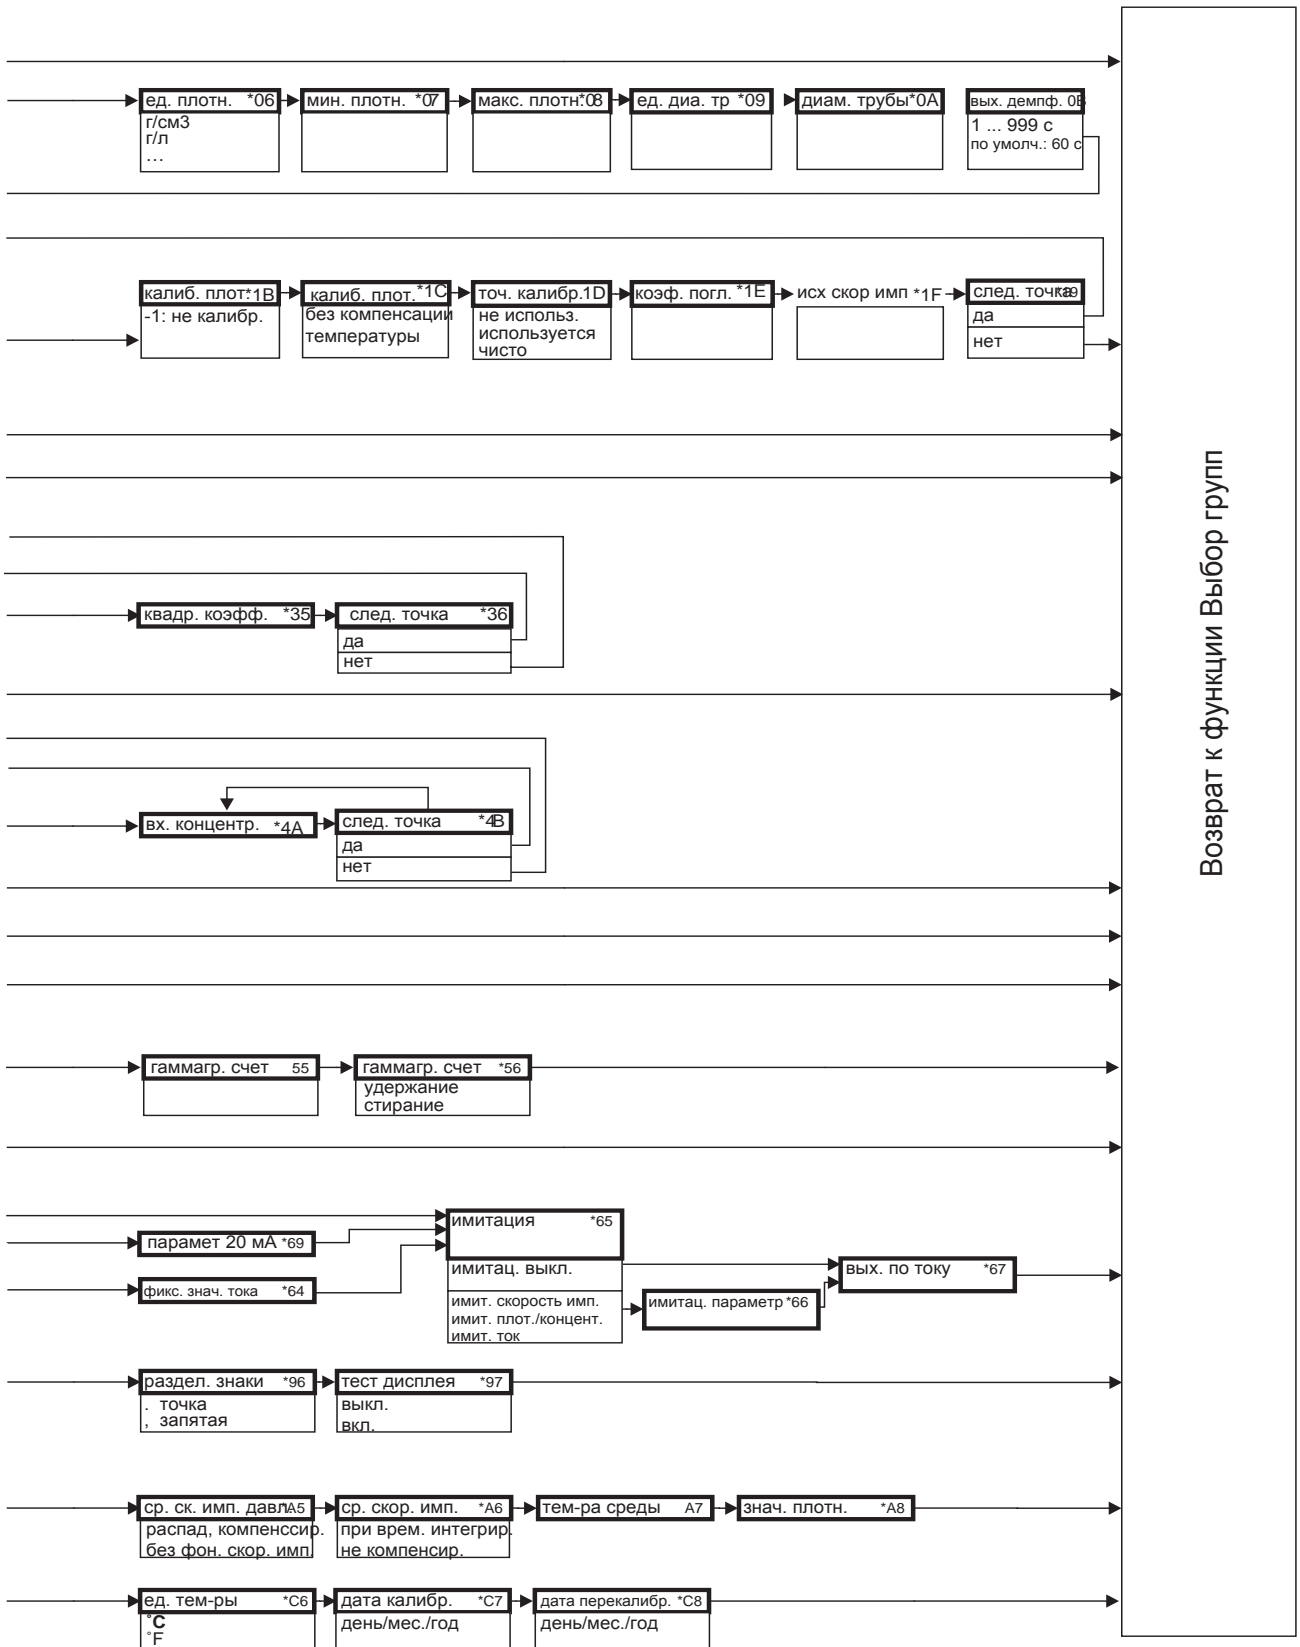 ед. плотн. *06
г/см3
г/л
…
мин. плотн. *07
макс. плотн.*08
ед. диа. тр *09
диам. трубы*0A
вых. демпф. 0B
1 ... 999 с
по умолч.: 60 с
калиб. плот.*1B
-1: не калибр.
калиб. плот.*1C
без компенсации
температуры
точ. калибр.1D
не использ.
используется
чисто
коэф. погл. *1E
исх скор имп *1F
след. точка*19
да
нет
квадр. коэфф. *35
след. точка *36
да
нет
вх. концентр. *4A
след. точка *4B
да
нет
гаммагр. счет 55
гаммагр. счет *56
удержание
стирание
парамет 20 мА *69
фикс. знач. тока *64
имитация *65
имитац. выкл.
имит. скорость имп.
имит. плот./концент.
имит. ток
имитац. параметр *66
вых. по току *67
раздел. знаки *96
. точка
, запятая
тест дисплея *97
выкл.
вкл.
ср. ск. имп. давл.*A5
распад, компенссир.
без фон. скор. имп.
ср. скор. имп. *A6
при врем. интегрир.
не компенсир.
тем-ра среды A7
знач. плотн. *A8
ед. тем-ры *C6
°C
°F
дата калибр. *C7
день/мес./год
дата перекалибр. *C8
день/мес./год
Возврат к функции Выбор групп